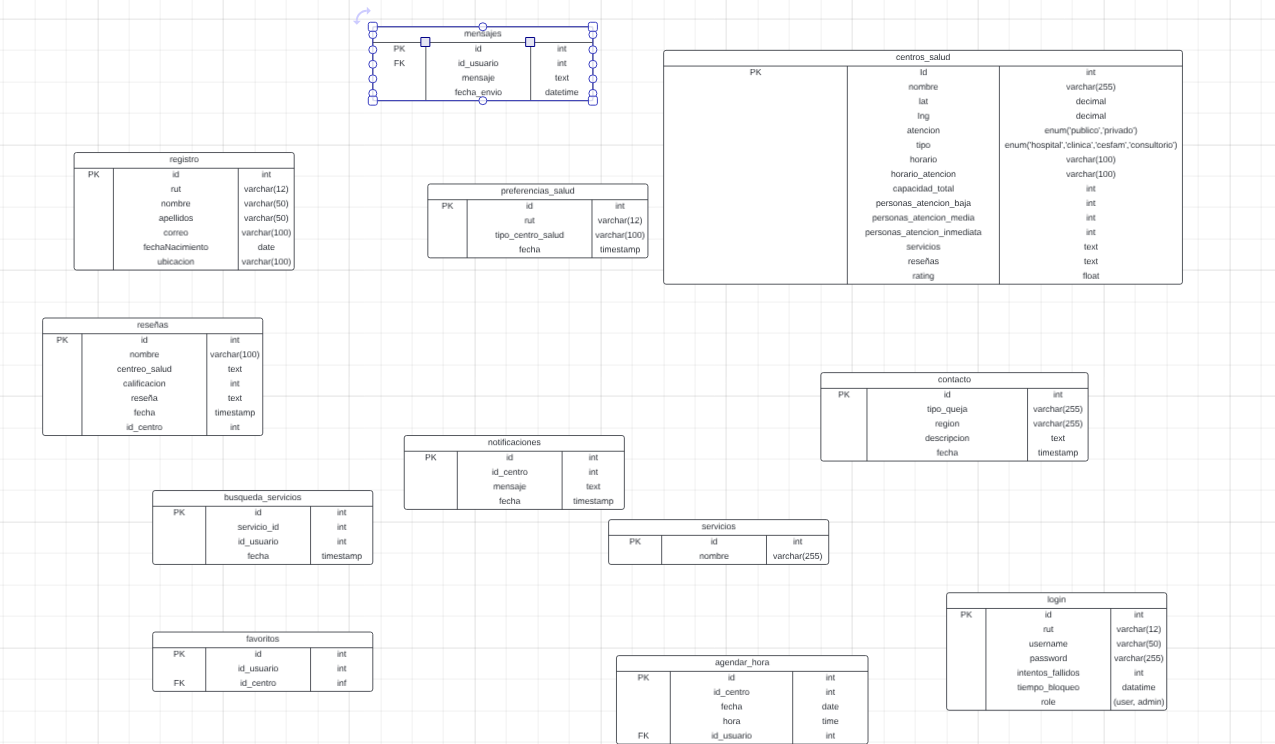 mensajes
PK id int
FK id_usuario int
mensaje text
fecha_envio datetime
centros_salud
PK Id int
nombre varchar(255)
lat decimal
lng decimal
atencion enum('publico','privado')
tipo enum('hospital','clinica','cesfam','consultorio')
horario varchar(100)
horario_atencion varchar(100)
capacidad_total int
personas_atencion_baja int
personas_atencion_media int
personas_atencion_inmediata int
servicios text
reseñas text
rating float
registro
PK id int
rut varchar(12)
nombre varchar(50)
apellidos varchar(50)
correo varchar(100)
fechaNacimiento date
ubicacion varchar(100)
preferencias_salud
PK id int
rut varchar(12)
tipo_centro_salud varchar(100)
fecha timestamp
reseñas
PK id int
nombre varchar(100)
centreo_salud text
calificacion int
reseña text
fecha timestamp
id_centro int
contacto
PK id int
tipo_queja varchar(255)
region varchar(255)
descripcion text
fecha timestamp
notificaciones
PK id int
id_centro int
mensaje text
fecha timestamp
busqueda_servicios
PK id int
servicio_id int
id_usuario int
fecha timestamp
servicios
PK id int
nombre varchar(255)
login
PK id int
rut varchar(12)
username varchar(50)
password varchar(255)
intentos_fallidos int
tiempo_bloqueo datatime
role (user, admin)
favoritos
PK id int
id_usuario int
FK id_centro inf
agendar_hora
PK id int
id_centro int
fecha date
hora time
FK id_usuario int